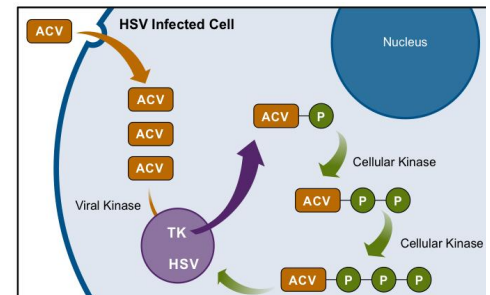 ACV
HSV Infected Cell
Nucleus
ACV
ACV
ACV
ACV P
Cellular Kinase
Viral Kinase
ACV P P
TK
HSV
Cellular Kinase
ACV P P P